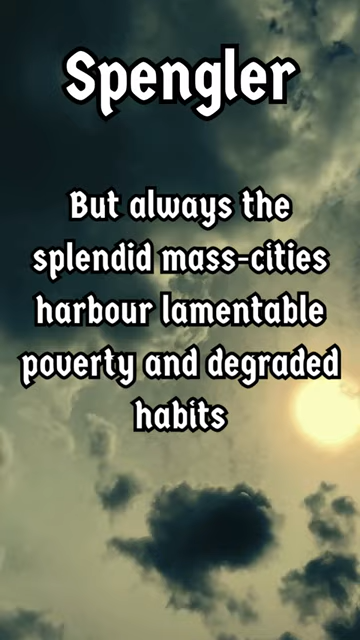 Spengler
But always the
splendid mass-cities
harbour lamentable
poverty and degraded
habits